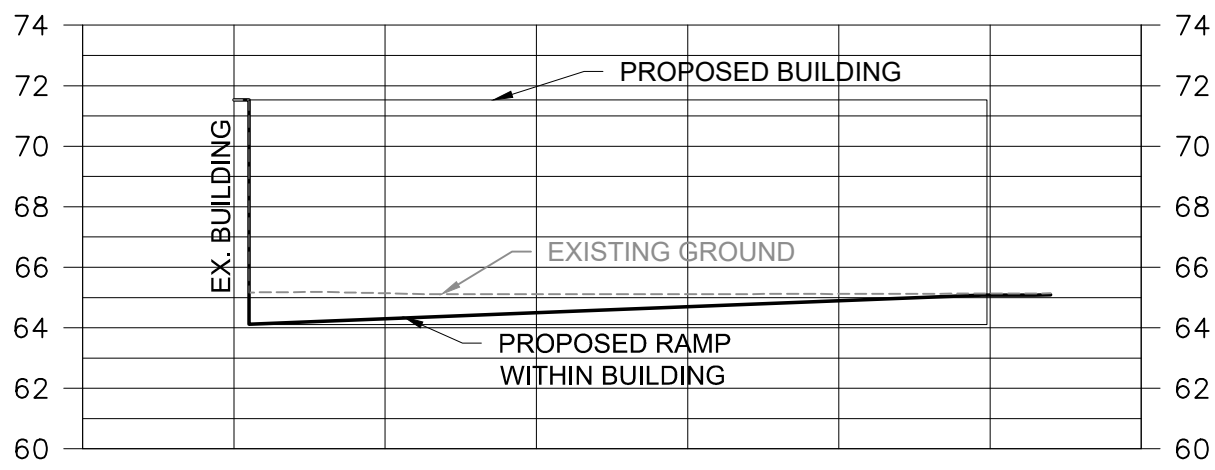 74 74
PROPOSED BUILDING
72 72
EX. BUILDING
70 70
68 68
EXISTING GROUND
66 66
64 64
PROPOSED RAMP
WITHIN BUILDING
62 62
60 60